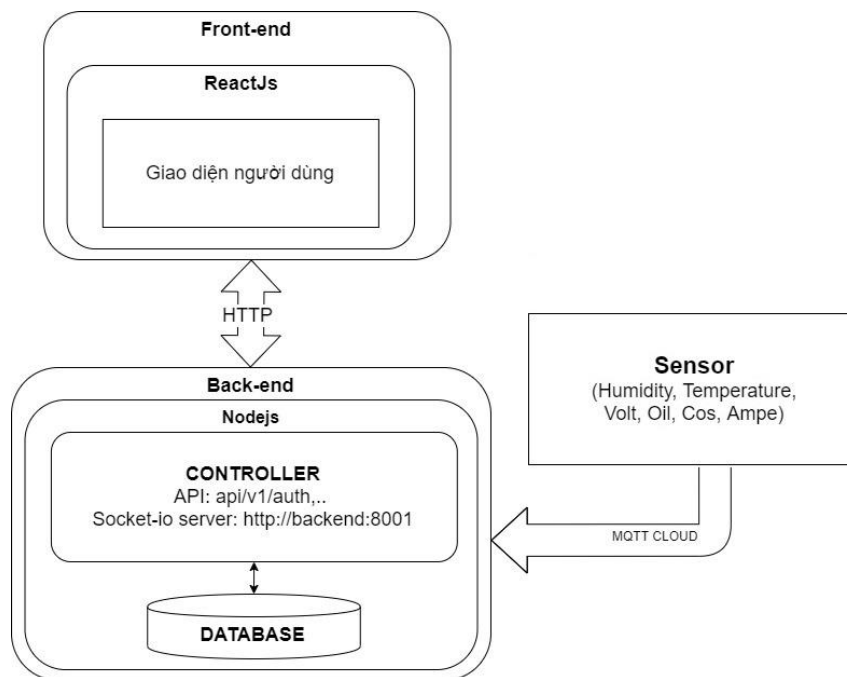 Front-end
ReactJs
Giao diện người dùng
HTTP
Back-end
Nodejs
CONTROLLER
API: api/v1/auth,..
Socket-io server: http://backend:8001
DATABASE
Sensor
(Humidity, Temperature,
Volt, Oil, Cos, Ampe)
MQTT CLOUD